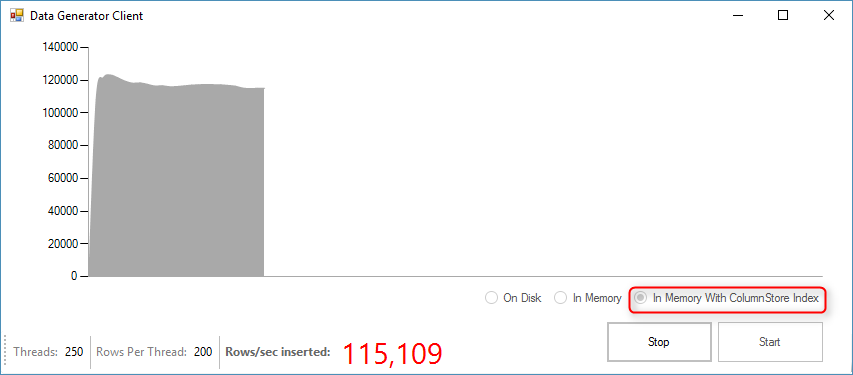 Data Generator Client
140000
120000
100000
80000
60000
40000
20000
0
On Disk In Memory In Memory With ColumnStore Index
Stop Start
Threads: 250 Rows Per Thread: 200 Rows/sec inserted: 115,109